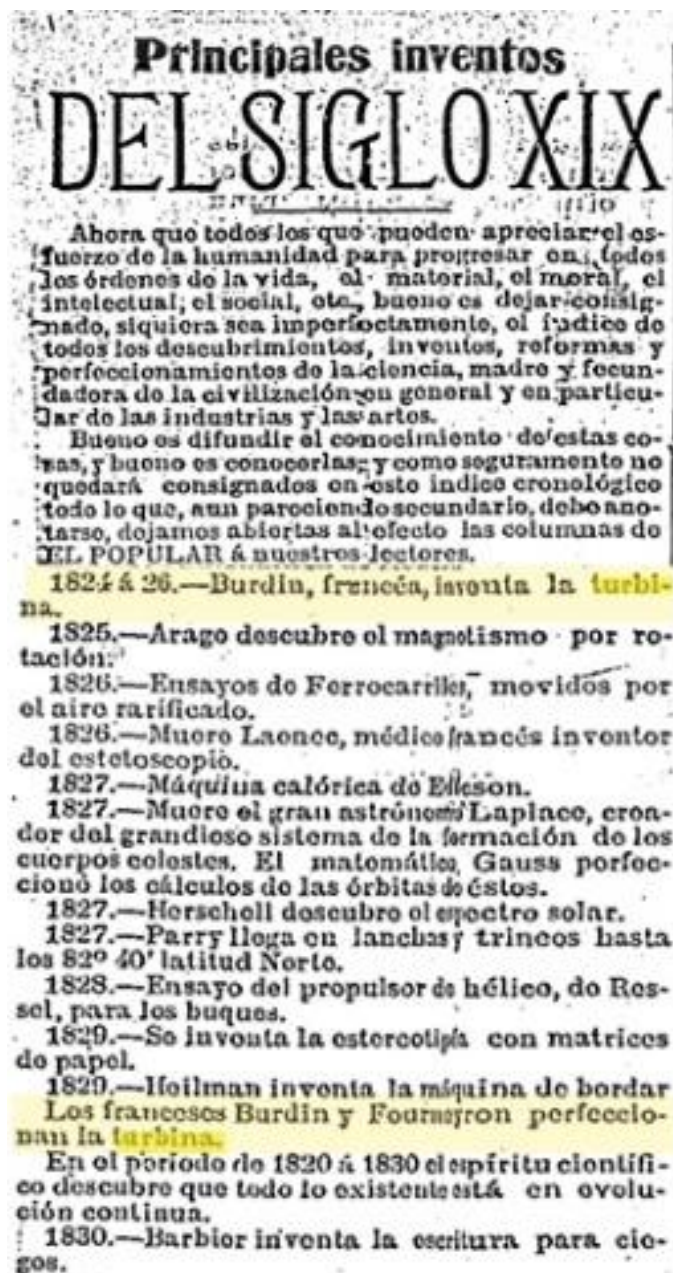 Principales inventos
DEL SIGLO XIX
Ahora que todos los que pueden apreciar el es-
fuerzo de la humanidad para progresar en todos
los órdenes de la vida, el material, el moral, el
intelectual, el social, etc., bueno es dejar consig-
nado, siquiera sea imperfectamente, el índice de
todos los descubrimientos, inventos, reformas y
perfeccionamientos de la ciencia, madre y fecun-
dadora de la civilización en general y en particu-
lar de las industrias y las artes.
Bueno es difundir el conocimiento de estas co-
sas, y bueno es conocerlas; y como seguramente no
quedará consignados en esto indice cronológico
todo lo que, aun pareciendo secundario, debe ano-
tarse, dejamos abiertas al efecto las columnas de
EL POPULAR á nuestros lectores.
1824 á 26.—Burdin, francés, inventa la turbi-
na.
1825.—Arago descubre el magnetismo por ro-
tación.
1826.—Ensayos de Ferrocarriles, movidos por
el aire rarificado.
1826.—Muere Laenec, médico francés inventor
del estetoscopio.
1827.—Máquina calórica de Ericson.
1827.—Muere el gran astrónomo Laplace, crea-
dor del grandioso sistema de la formación de los
cuerpos celestes. El matemático Gauss perfec-
cionó los cálculos de las órbitas de éstos.
1827.—Herschell descubre el espectro solar.
1827.—Parry llega en lanchas y trineos hasta
los 82º 40' latitud Norte.
1828.—Ensayo del propulsor de hélice, de Res-
sel, para los buques.
1829.—Se inventa la estereotipia con matrices
de papel.
1829.—Heilman inventa la máquina de bordar
Los franceses Burdin y Fourneyron perfeccio-
nan la turbina.
En el período de 1820 á 1830 el espíritu científi-
co descubre que todo lo existente está en evolu-
ción continua.
1830.—Barbier inventa la escritura para cie-
gos.